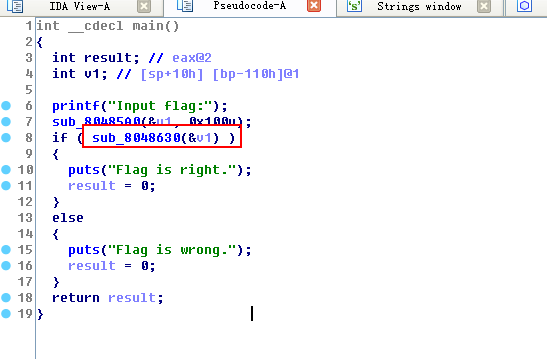 IDA View-A Pseudocode-A Strings window
1 int __cdecl main()
2 {
3 int result; // eax@2
4 int v1; // [sp+10h] [bp-110h]@1
5
6 printf("Input flag:");
7 sub_80485A0(&v1, 0x100u);
8 if ( sub_8048630(&v1) )
9 {
10 puts("Flag is right.");
11 result = 0;
12 }
13 else
14 {
15 puts("Flag is wrong.");
16 result = 0;
17 }
18 return result;
19 }